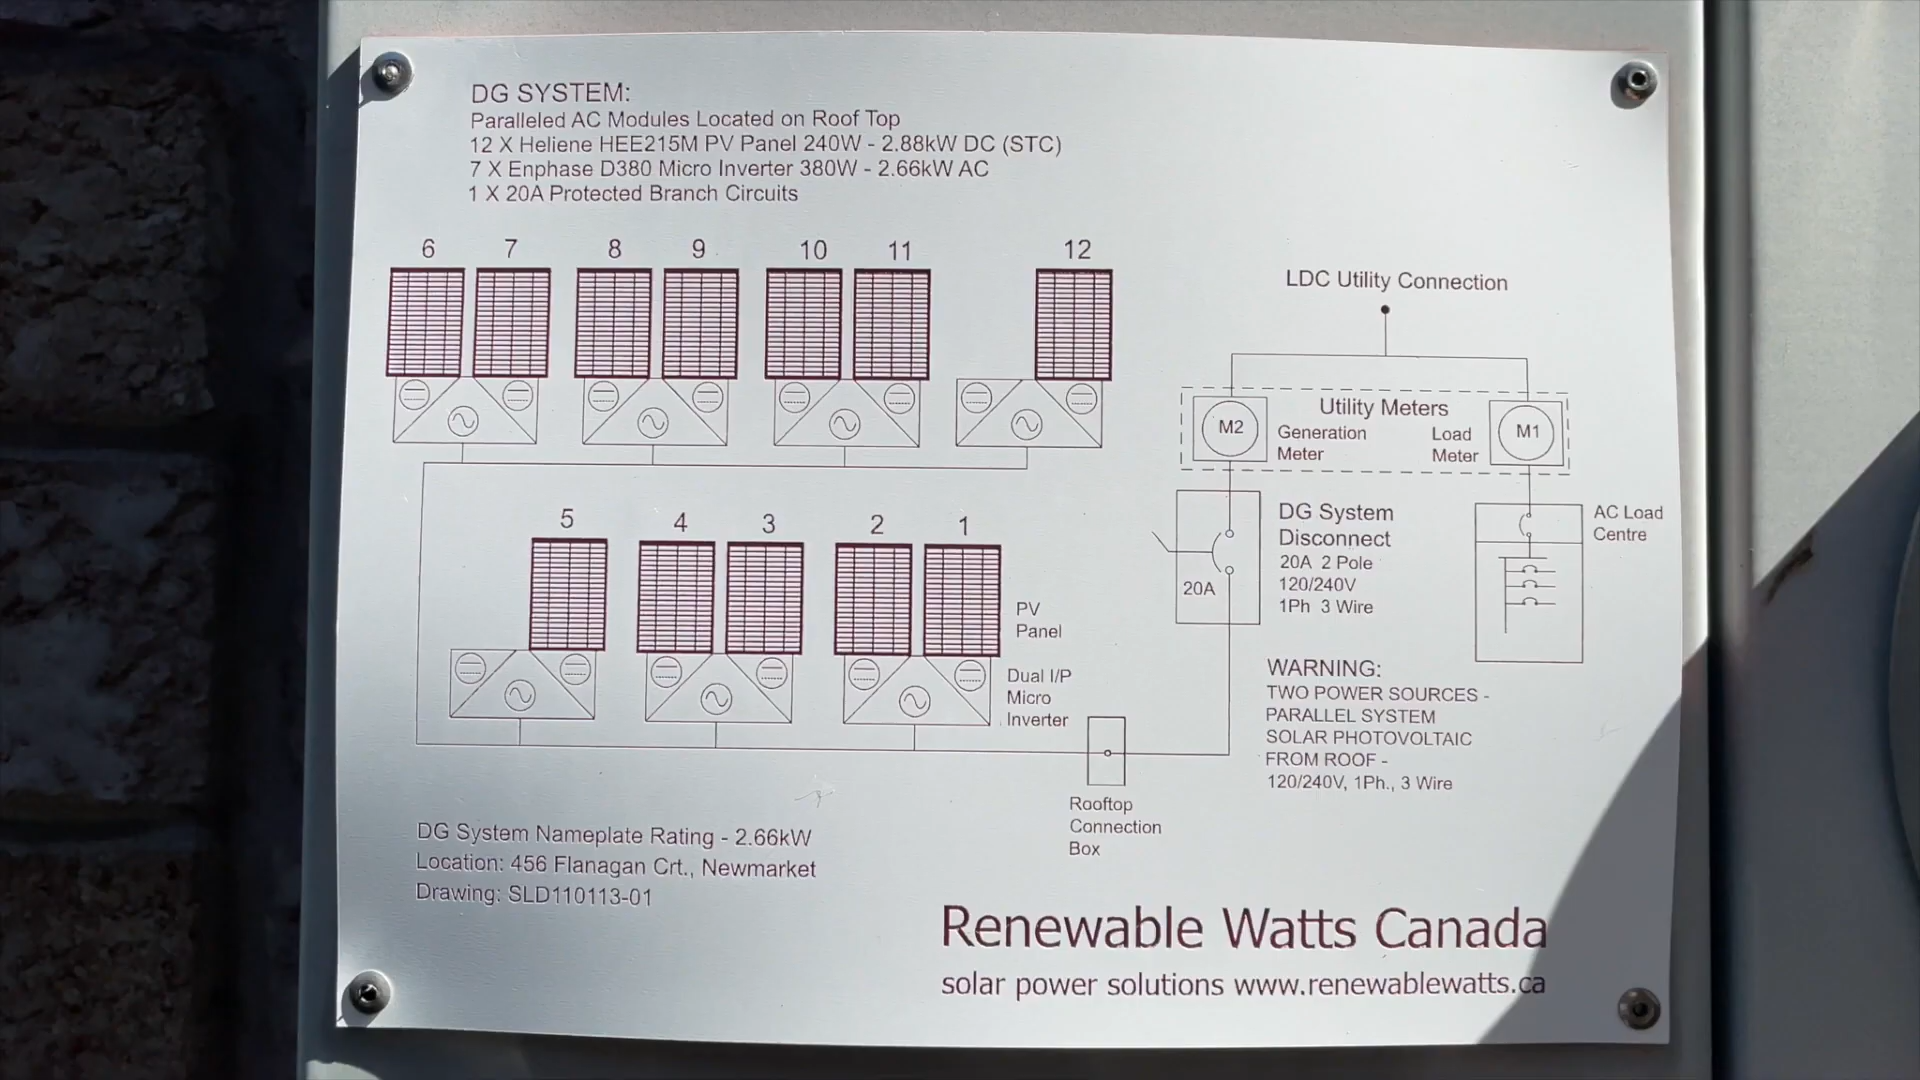 DG SYSTEM:
Paralleled AC Modules Located on Roof Top
12 X Heliene HEE215M PV Panel 240W - 2.88kW DC (STC)
7 X Enphase D380 Micro Inverter 380W - 2.66kW AC
1 X 20A Protected Branch Circuits
6 7 8 9 10 11 12
LDC Utility Connection
Utility Meters
M2
Generation
Meter
Load
Meter
M1
5 4 3 2 1
PV
Panel
Dual I/P
Micro
Inverter
20A
DG System
Disconnect
20A 2 Pole
120/240V
1Ph 3 Wire
AC Load
Centre
WARNING:
TWO POWER SOURCES -
PARALLEL SYSTEM
SOLAR PHOTOVOLTAIC
FROM ROOF -
120/240V, 1Ph., 3 Wire
Rooftop
Connection
Box
DG System Nameplate Rating - 2.66kW
Location: 456 Flanagan Crt., Newmarket
Drawing: SLD110113-01
Renewable Watts Canada
solar power solutions www.renewablewatts.ca